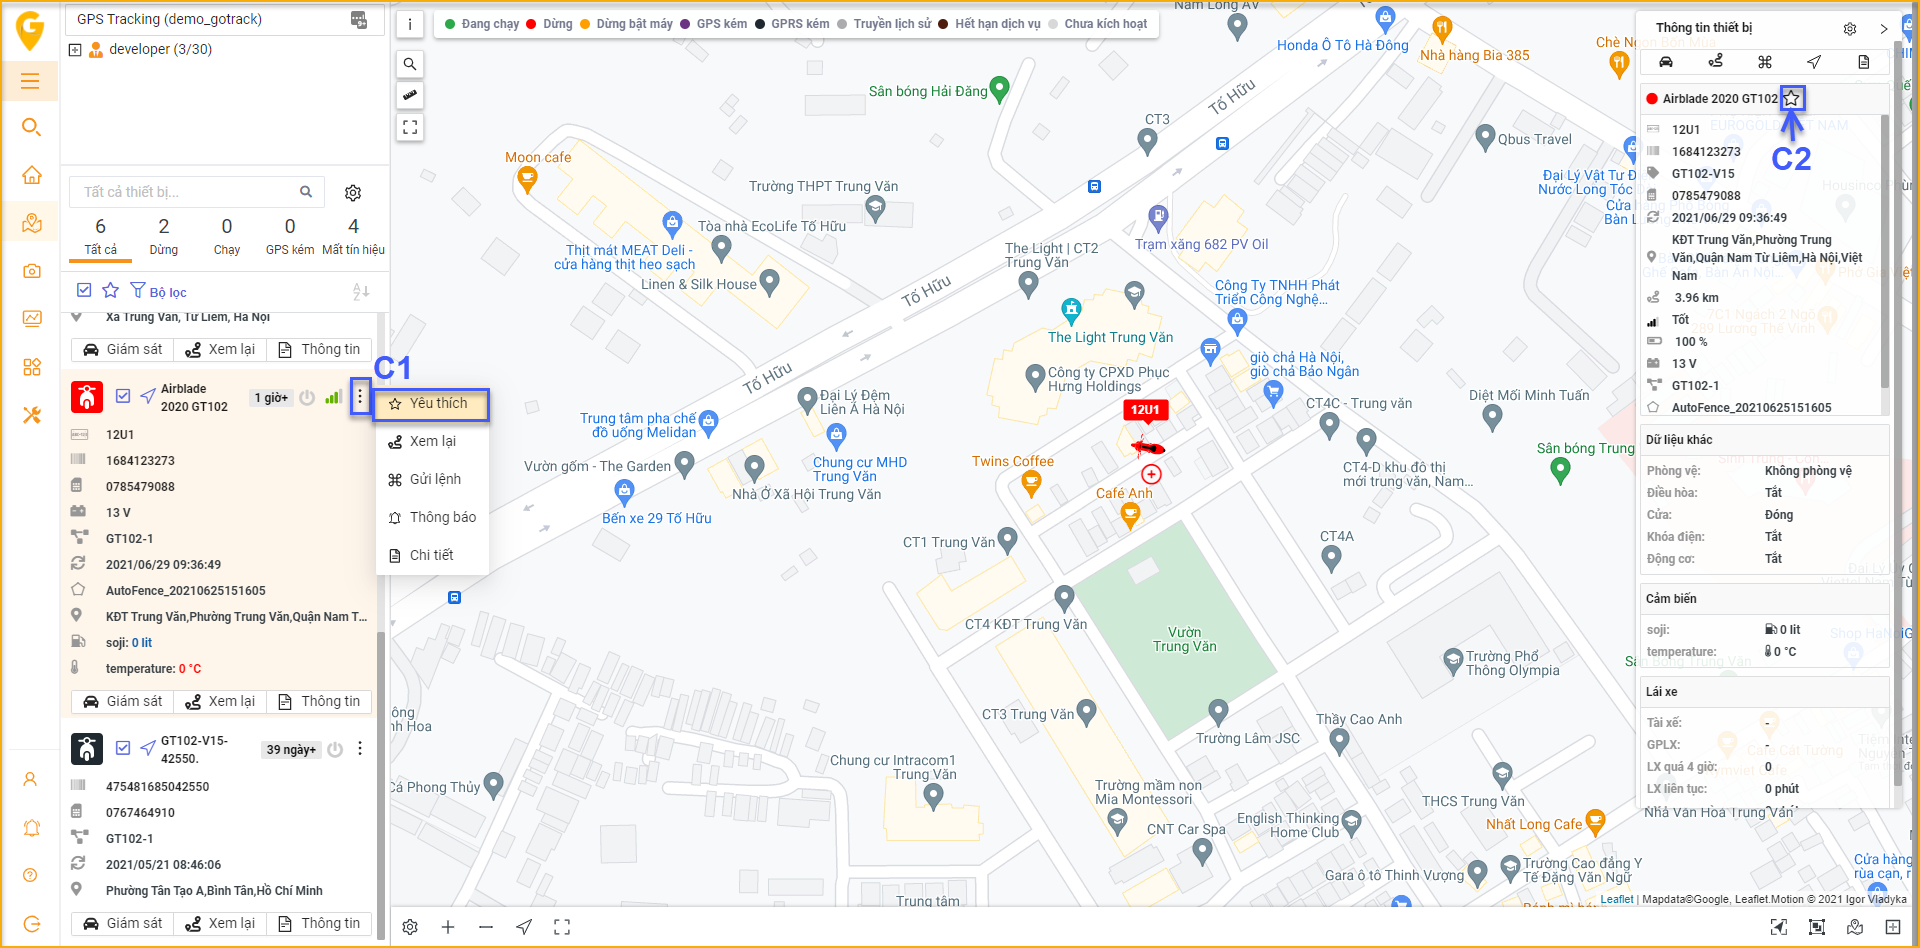 GPS Tracking (demo_gotrack)
developer (3/30)
Tất cả thiết bị...
6 2 0 0 4
Tất cả Dừng Chạy GPS kém Mất tín hiệu
Bộ lọc
Xã Trung Văn, Từ Liêm, Hà Nội
Giám sát Xem lại Thông tin
Airblade
2020 GT102
1 giờ+
12U1
1684123273
0785479088
13 V
GT102-1
2021/06/29 09:36:49
AutoFence_20210625151605
KĐT Trung Văn,Phường Trung Văn,Quận Nam T...
soji: 0 lit
temperature: 0 °C
Giám sát Xem lại Thông tin
GT102-V15-
42550.
39 ngày+
475481685042550
0767464910
GT102-1
2021/05/21 08:46:06
Phường Tân Tạo A,Bình Tân,Hồ Chí Minh
Giám sát Xem lại Thông tin
C1
Yêu thích
Xem lại
Gửi lệnh
Thông báo
Chi tiết
i
Đang chạy Dừng Dừng bật máy GPS kém GPRS kém Truyền lịch sử Hết hạn dịch vụ Chưa kích hoạt
Nam Long AV
Honda Ô Tô Hà Đông
Nhà hàng Bia 385
Sân bóng Hải Đăng
Tố Hữu
CT3
Qbus Travel
Moon cafe
Trường THPT Trung Văn
Tòa nhà EcoLife Tố Hữu
Thịt mát MEAT Deli -
cửa hàng thịt heo sạch
Linen & Silk House
The Light | CT2
Trung Văn
Trạm xăng 682 PV Oil
Tố Hữu
Công Ty TNHH Phát
Triển Công Nghệ...
The Light Trung Văn
giò chả Hà Nội,
giò chả Bảo Ngân
Công ty CPXD Phục
Hưng Holdings
Tố Hữu
Đại Lý Đệm
Liên Á Hà Nội
Trung tâm pha chế
đồ uống Melidan
CT4C - Trung văn
Diệt Mối Minh Tuấn
12U1
Sân bóng Trung
Chung cư MHD
Trung Văn
Vườn gốm - The Garden
Twins Coffee
CT4-D khu đô thị
mới trung văn, Nam...
Nhà Ở Xã Hội Trung Văn
Café Anh
Bến xe 29 Tố Hữu
CT1 Trung Văn
CT4A
CT4 KĐT Trung Văn
Vườn
Trung Văn
Trường Phổ
Thông Olympia
CT3 Trung Văn
Thầy Cao Anh
Trường Lâm JSC
Chung cư Intracom1
Trung Văn
Cá Phong Thủy
Trường mầm non
Mia Montessori
THCS Trung Văn
English Thinking
Home Club
Nhất Long Cafe
CNT Car Spa
Trường Cao đẳng Y
Tế Đặng Văn Ngữ
Gara ô tô Thinh Vượng
Trung tâm
Nhà Văn Hóa Trung Văn
Cửa hàng
Leaflet | Mapdata©Google, Leaflet.Motion © 2021 Igor Vladyka
Thông tin thiết bị
Airblade 2020 GT102
C2
12U1
1684123273
GT102-V15
0785479088
2021/06/29 09:36:49
KĐT Trung Văn,Phường Trung
Văn,Quận Nam Từ Liêm,Hà Nội,Việt
Nam
3.96 km
Tốt
100 %
13 V
GT102-1
AutoFence_20210625151605
Dữ liệu khác
Phòng vệ: Không phòng vệ
Điều hòa: Tắt
Cửa: Đóng
Khóa điện: Tắt
Động cơ: Tắt
Cảm biến
soji: 0 lit
temperature: 0 °C
Lái xe
Tài xế: -
GPLX: -
LX quá 4 giờ: 0
LX liên tục: 0 phút